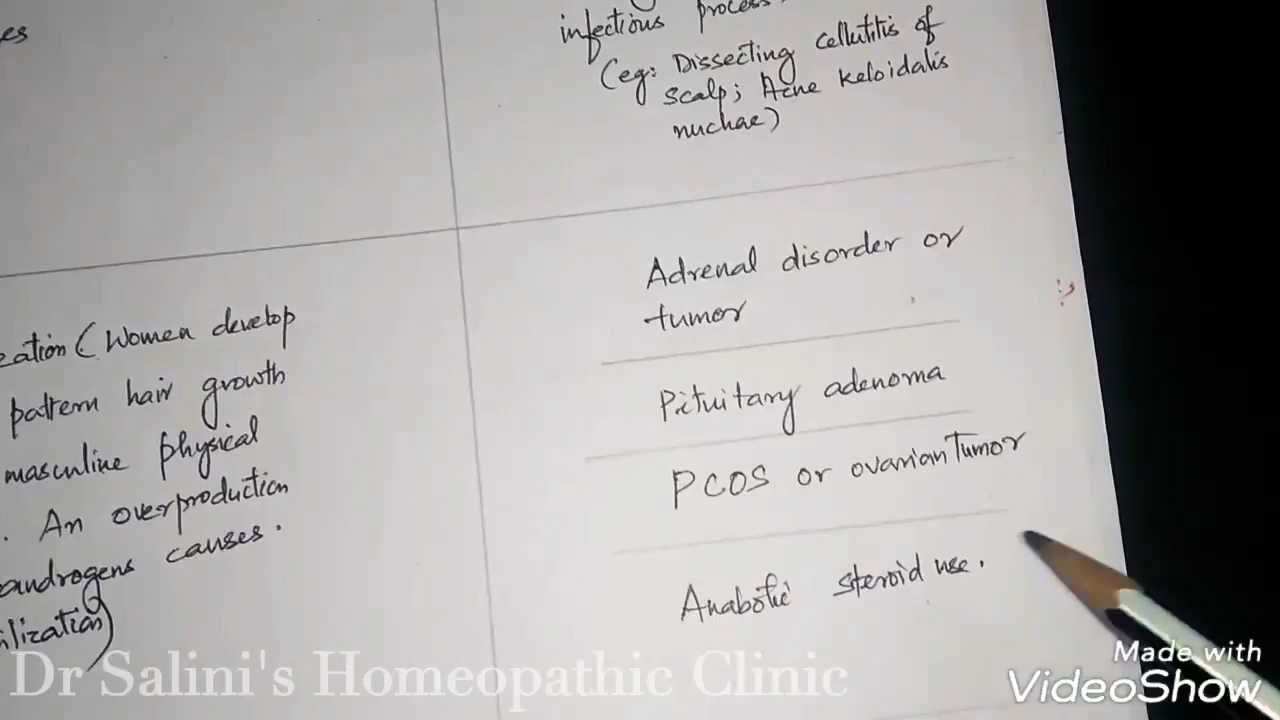 es
infectious process.
(eg: Dissecting cellutitis of
scalp; Acne keloidalis
nuchae)
Adrenal disorder or
tumor
Pituitary adenoma
PCOS or ovarian Tumor
Anabolic steroid use.
zation (Women develop
pattern hair growth
masculine physical
. An overproduction
androgens causes.
ilization)
Dr Salini's Homeopathic Clinic
Made with
VideoShow